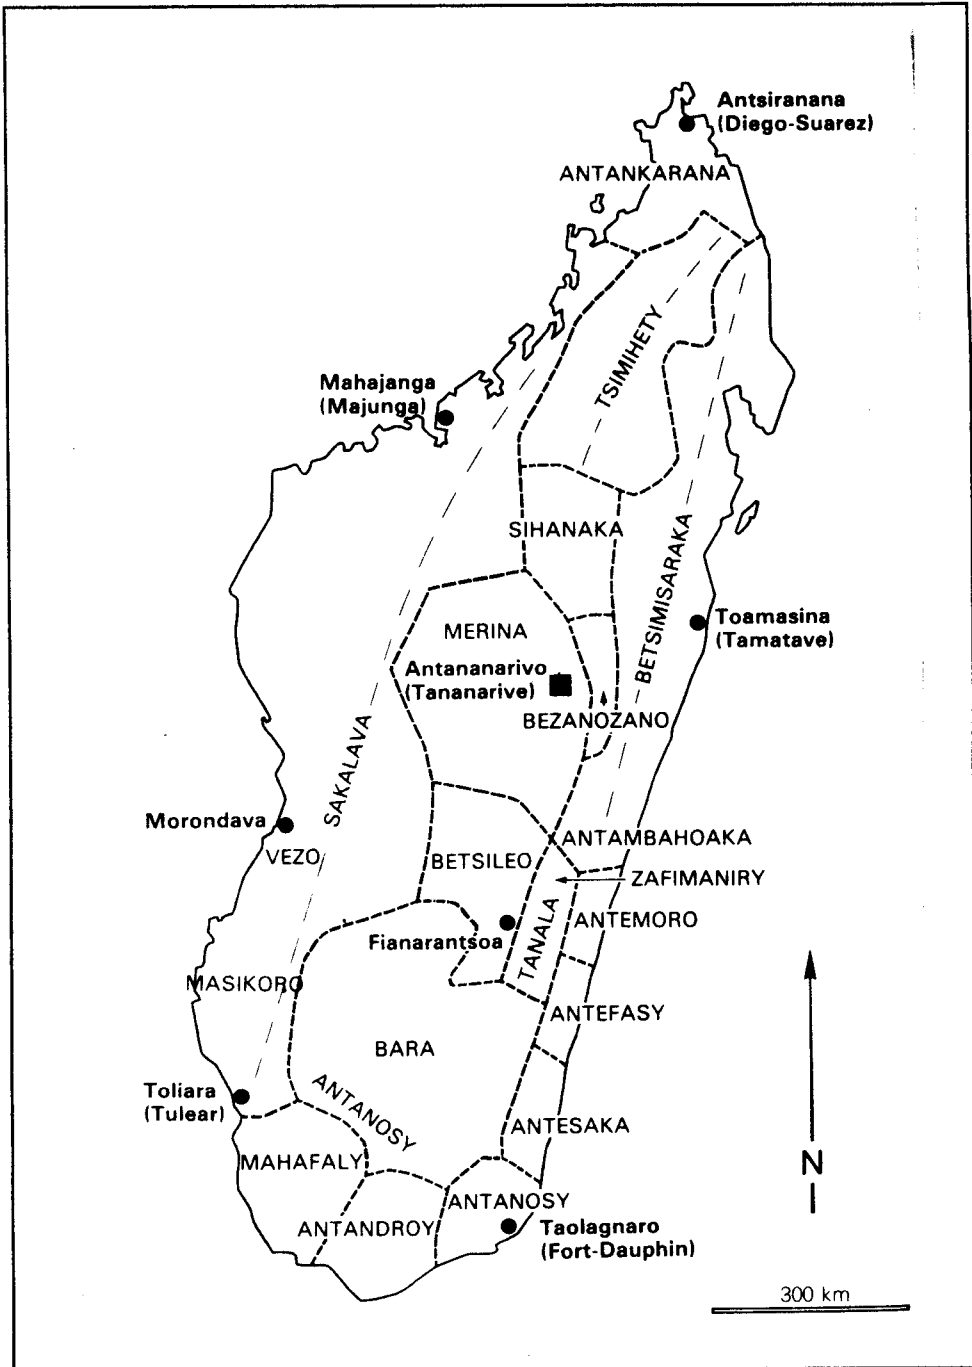 Antsiranana
(Diego-Suarez)
ANTANKARANA
TSIMIHETY
Mahajanga
(Majunga)
SIHANAKA
BETSIMISARAKA
MERINA
Toamasina
(Tamatave)
Antananarivo
(Tananarive)
BEZANOZANO
SAKALAVA
Morondava
VEZO
ANTAMBAHOAKA
BETSILEO
ZAFIMANIRY
TANALA
ANTEMORO
Fianarantsoa
MASIKORO
ANTEFASY
BARA
Toliara
(Tulear)
ANTANOSY
ANTESAKA
MAHAFALY
N
ANTANOSY
ANTANDROY
Taolagnaro
(Fort-Dauphin)
300 km